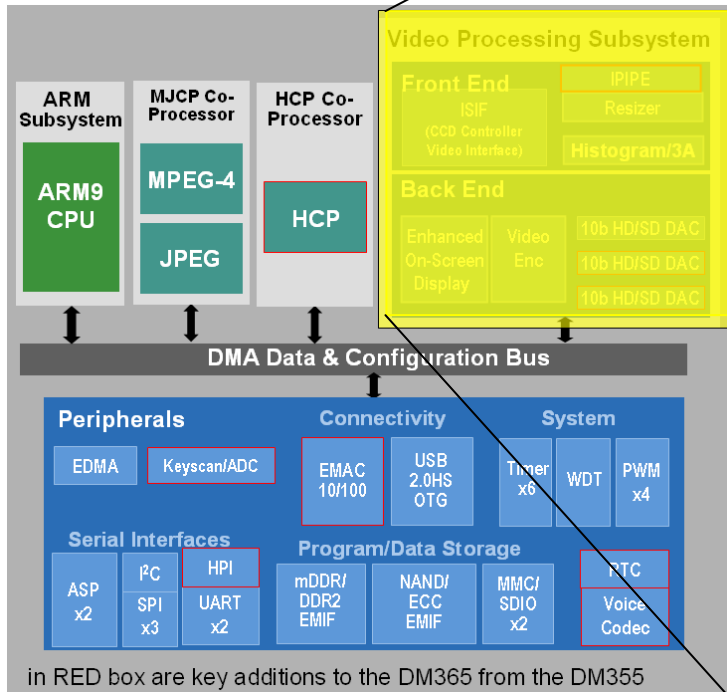 Video Processing Subsystem
Front End
ISIF
(CCD Controller
Video Interface)
IPIPE
Resizer
Histogram/3A
Back End
Enhanced
On-Screen
Display
Video
Enc
10b HD/SD DAC
10b HD/SD DAC
10b HD/SD DAC
ARM
Subsystem
ARM9
CPU
MJCP Co-
Processor
MPEG-4
JPEG
HCP Co-
Processor
HCP
DMA Data & Configuration Bus
Peripherals
EDMA
Keyscan/ADC
Connectivity
EMAC
10/100
USB
2.0HS
OTG
System
Timer
x6
WDT
PWM
x4
Serial Interfaces
ASP
x2
I²C
SPI
x3
HPI
UART
x2
Program/Data Storage
mDDR/
DDR2
EMIF
NAND/
ECC
EMIF
MMC/
SDIO
x2
RTC
Voice
Codec
in RED box are key additions to the DM365 from the DM355